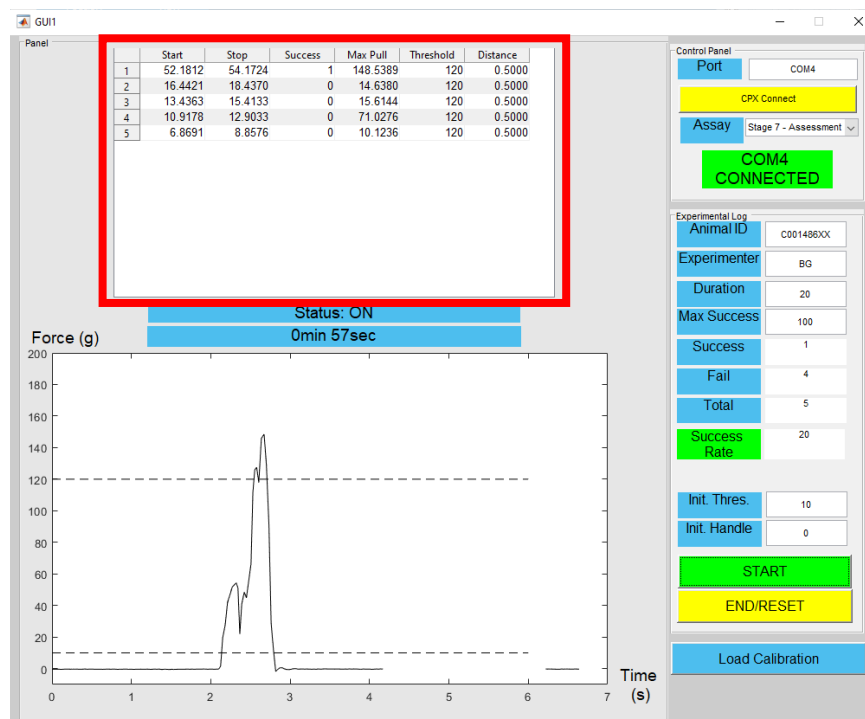 GUI1
Panel
Start Stop Success Max Pull Threshold Distance
1 52.1812 54.1724 1 148.5389 120 0.5000
2 16.4421 18.4370 0 14.6380 120 0.5000
3 13.4363 15.4133 0 15.6144 120 0.5000
4 10.9178 12.9033 0 71.0276 120 0.5000
5 6.8691 8.8576 0 10.1236 120 0.5000
Status: ON
0min 57sec
Force (g)
200
180
160
140
120
100
80
60
40
20
0
0 1 2 3 4 5 6 7
Time
(s)
Control Panel
Port COM4
CPX Connect
Assay Stage 7 - Assessment
COM4
CONNECTED
Experimental Log
Animal ID C001486XX
Experimenter BG
Duration 20
Max Success 100
Success 1
Fail 4
Total 5
Success 20
Rate
Init. Thres. 10
Init. Handle 0
START
END/RESET
Load Calibration